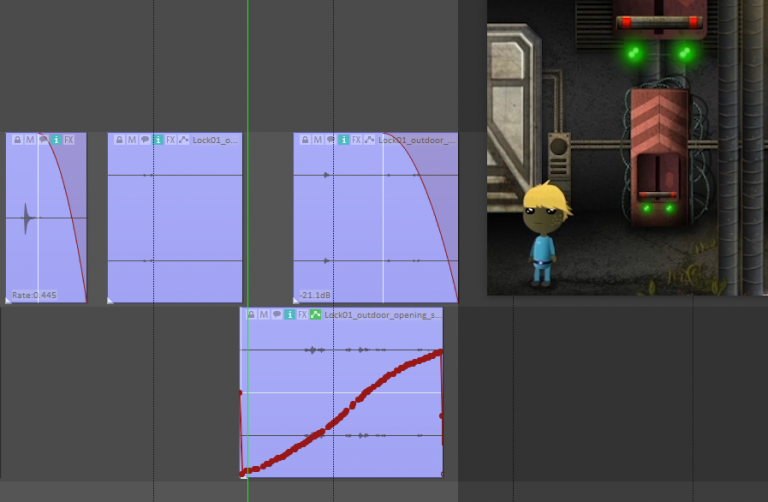 M i FX
M i FX Lock01_o...
M i FX Lock01_outdoor_...
Rate:0.445
-21.1dB
M i FX Lock01_outdoor_opening_s...